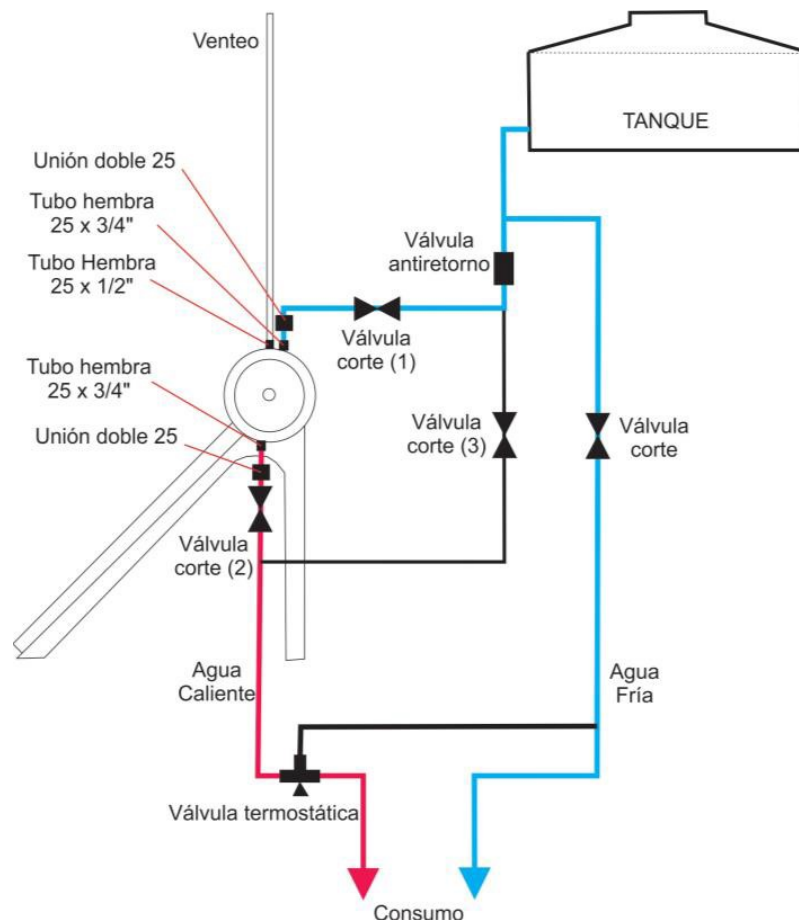 Venteo
TANQUE
Unión doble 25
Tubo hembra
25 x 3/4"
Válvula
antiretorno
Tubo Hembra
25 x 1/2"
Válvula
corte (1)
Tubo hembra
25 x 3/4"
Unión doble 25
Válvula
corte (3)
Válvula
corte
Válvula
corte (2)
Agua
Caliente
Agua
Fría
Válvula termostática
Consumo